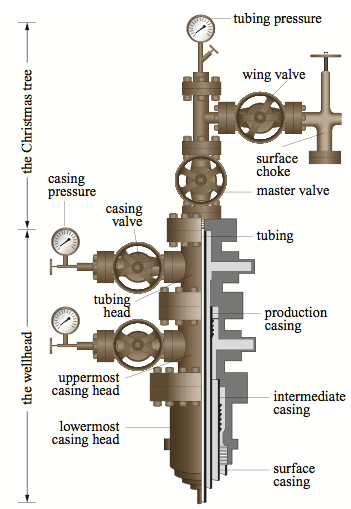 tubing pressure
the Christmas tree
wing valve
surface
choke
master valve
casing
pressure
casing
valve
tubing
tubing
head
production
casing
the wellhead
uppermost
casing head
intermediate
casing
lowermost
casing head
surface
casing